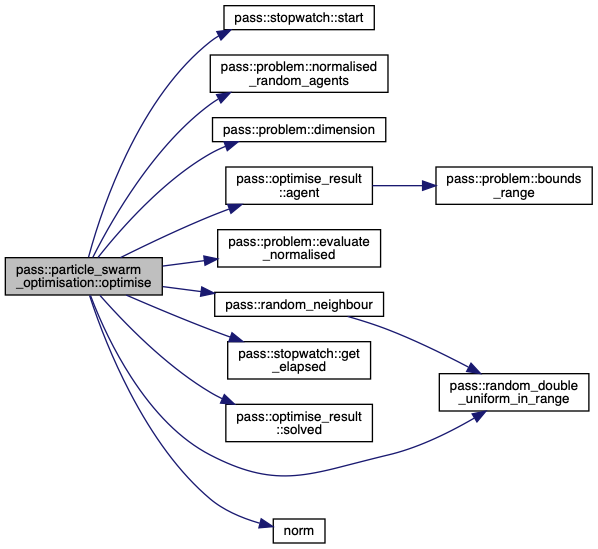 pass::stopwatch::start
pass::problem::normalised
_random_agents
pass::problem::dimension
pass::optimise_result
::agent
pass::problem::bounds
_range
pass::problem::evaluate
_normalised
pass::particle_swarm
_optimisation::optimise
pass::random_neighbour
pass::stopwatch::get
_elapsed
pass::random_double
_uniform_in_range
pass::optimise_result
::solved
norm